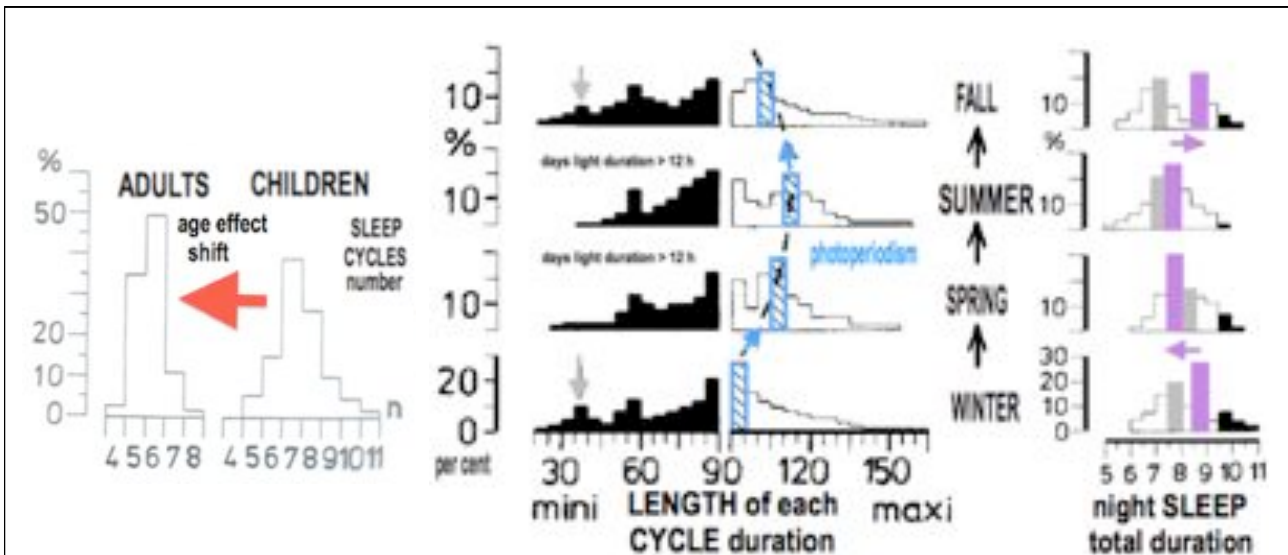 %
50
20
10
0
ADULTS
CHILDREN
age effect
shift
SLEEP
CYCLES
number
n
4 5 6 7 8
4 5 6 7 8 9 10 11
10
%
days light duration > 12 h
10
days light duration > 12 h
10
20
0
per cent
photoperiodism
30 60 90 120 150
mini LENGTH of each maxi
CYCLE duration
FALL
SUMMER
SPRING
WINTER
10
%
10
10
30
20
10
0
5 6 7 8 9 10 11
night SLEEP
total duration